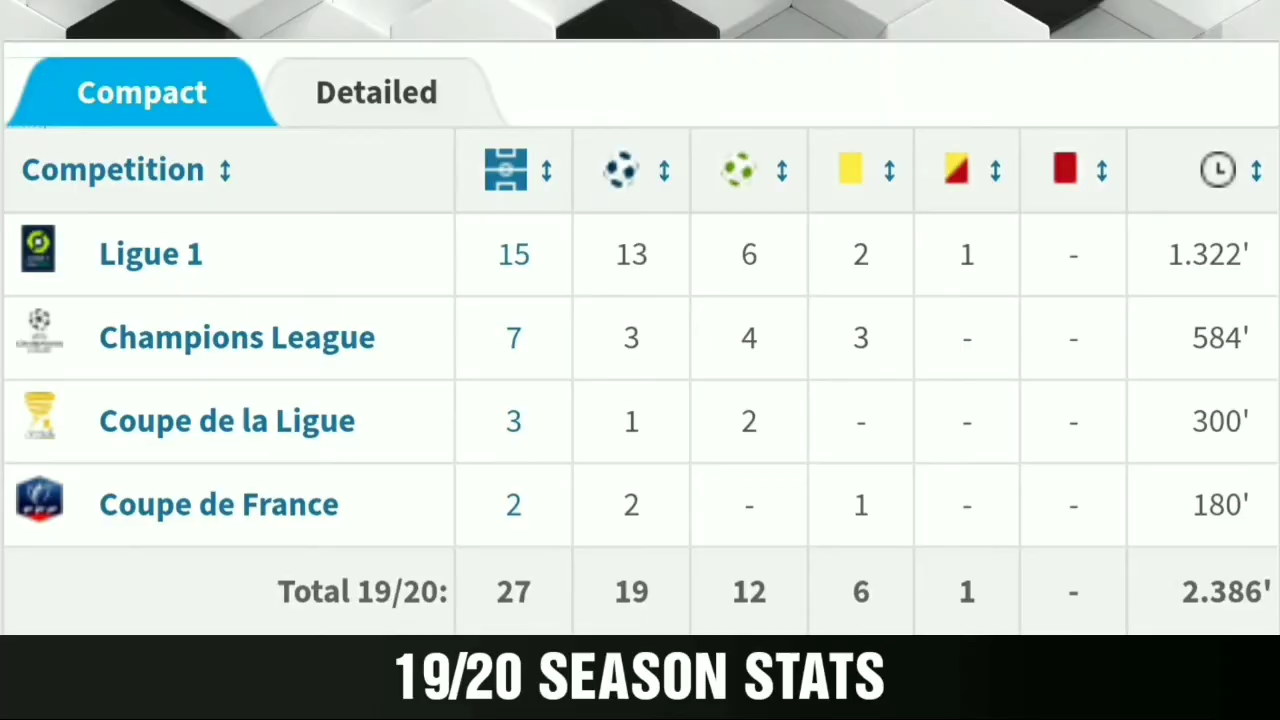 Compact Detailed
Competition
Ligue 1 15 13 6 2 1 - 1.322'
Champions League 7 3 4 3 - - 584'
Coupe de la Ligue 3 1 2 - - - 300'
Coupe de France 2 2 - 1 - - 180'
Total 19/20: 27 19 12 6 1 - 2.386'
19/20 SEASON STATS